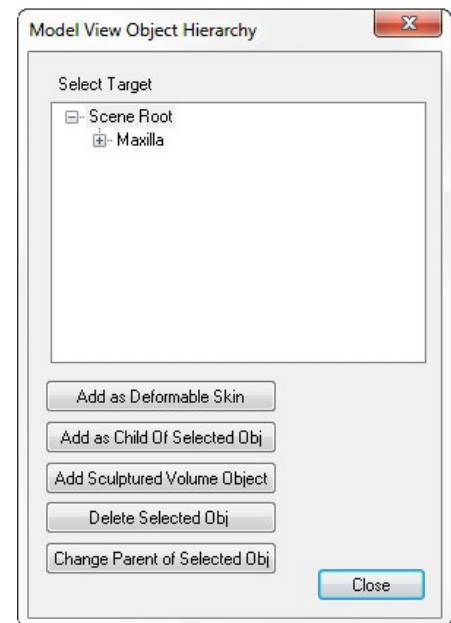 Model View Object Hierarchy
Select Target
Scene Root
Maxilla
Add as Deformable Skin
Add as Child Of Selected Obj
Add Sculptured Volume Object
Delete Selected Obj
Change Parent of Selected Obj
Close